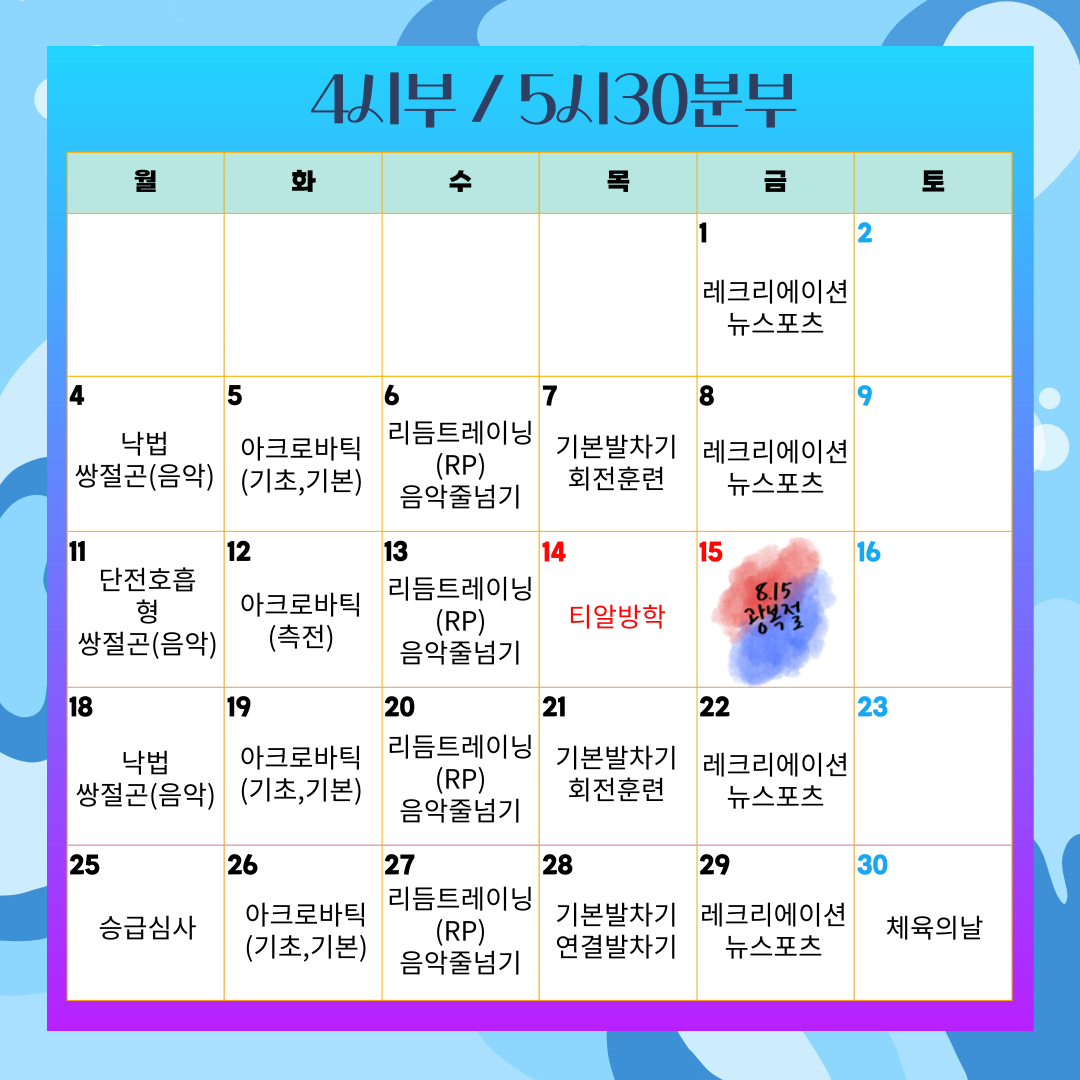 4시부 / 5시30분부
월 화 수 목 금 토
1
레크리에이션
뉴스포츠
2
4
낙법
쌍절곤(음악)
5
아크로바틱
(기초,기본)
6
리듬트레이닝
(RP)
음악줄넘기
7
기본발차기
회전훈련
8
레크리에이션
뉴스포츠
9
11
단전호흡
형
쌍절곤(음악)
12
아크로바틱
(측전)
13
리듬트레이닝
(RP)
음악줄넘기
14
티알방학
15
8.15
광복절
16
18
낙법
쌍절곤(음악)
19
아크로바틱
(기초,기본)
20
리듬트레이닝
(RP)
음악줄넘기
21
기본발차기
회전훈련
22
레크리에이션
뉴스포츠
23
25
승급심사
26
아크로바틱
(기초,기본)
27
리듬트레이닝
(RP)
음악줄넘기
28
기본발차기
연결발차기
29
레크리에이션
뉴스포츠
30
체육의날